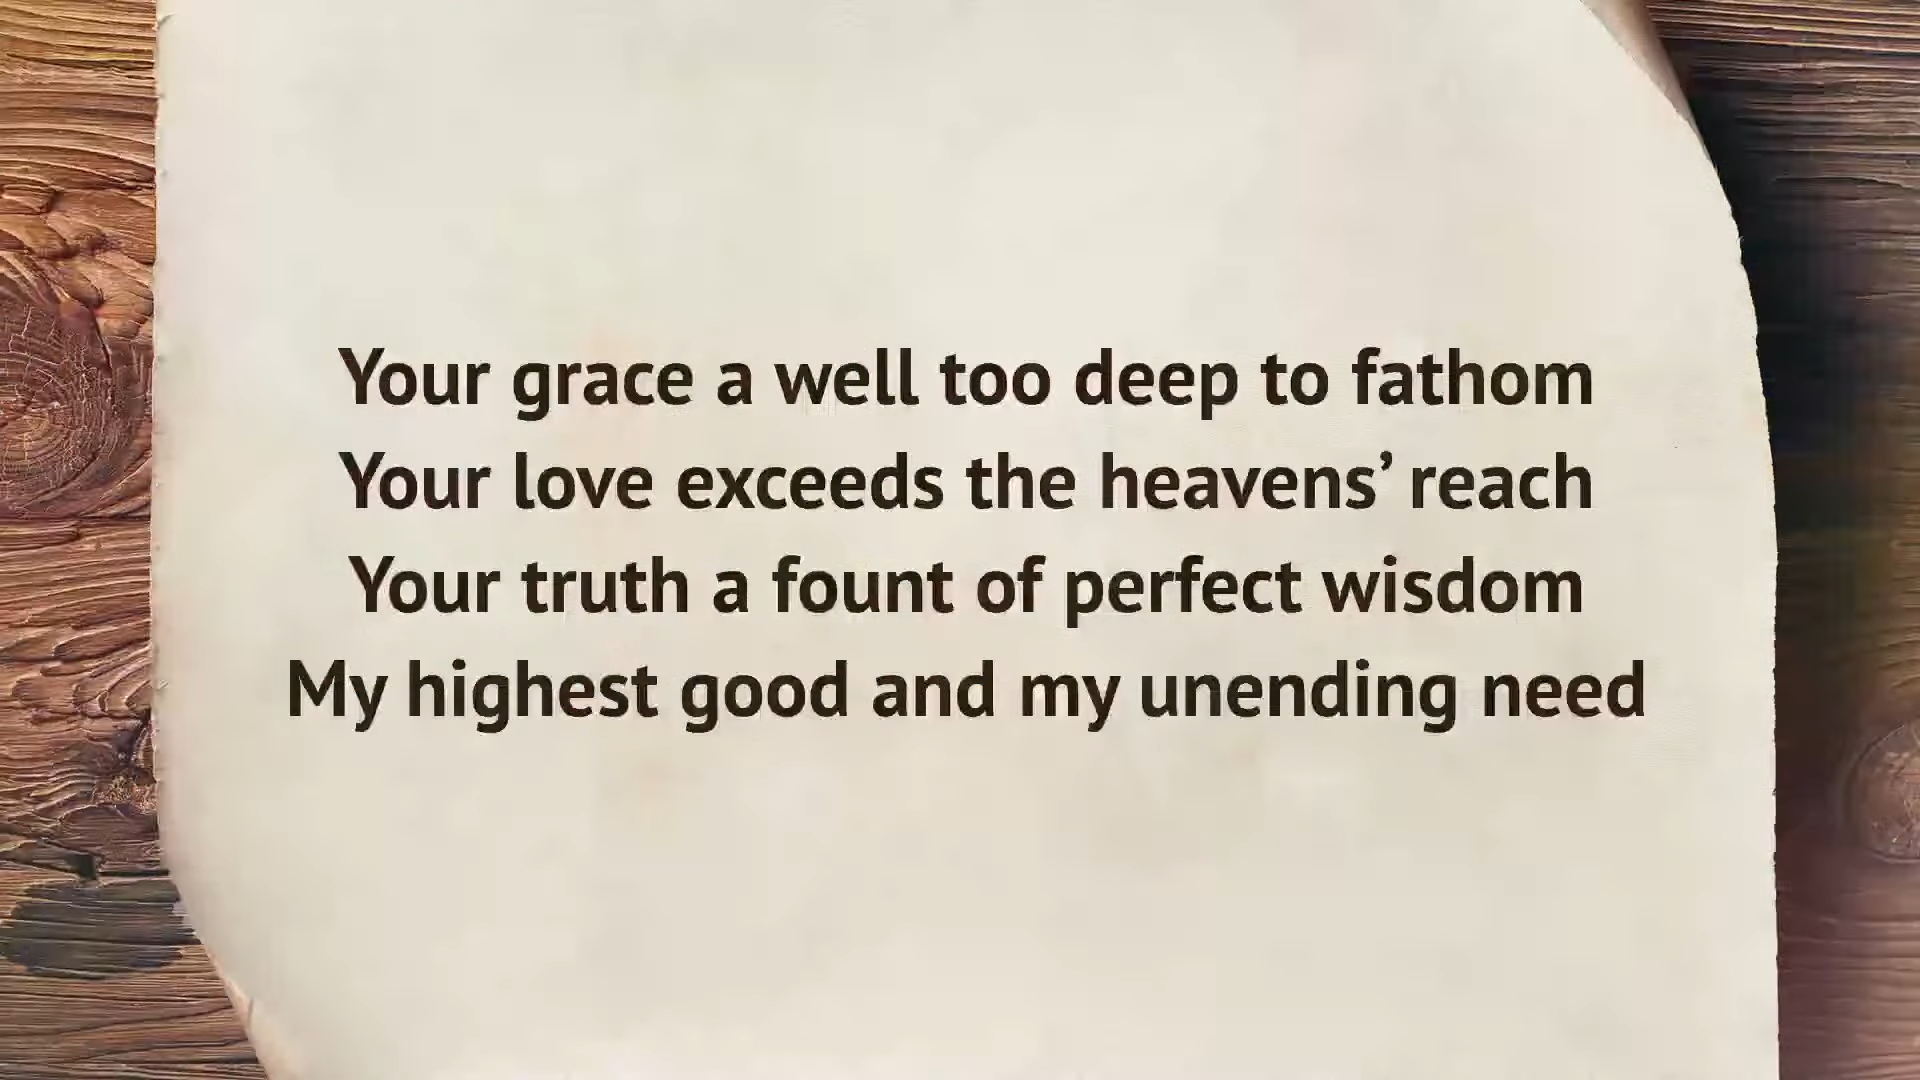 Your grace a well too deep to fathom
Your love exceeds the heavens’ reach
Your truth a fount of perfect wisdom
My highest good and my unending need